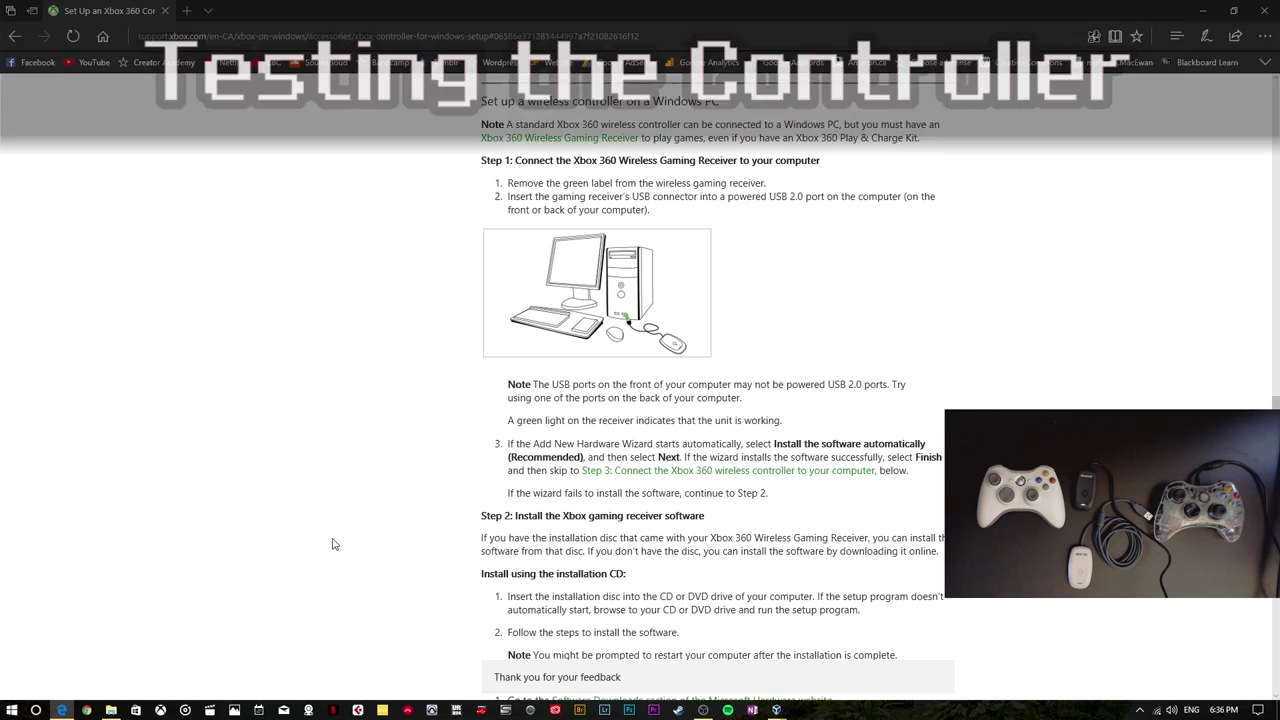 Set Up an Xbox 360 Cor
support.xbox.com/en-CA/xbox-on-windows/accessories/xbox-controller-for-windows-setup#06586e371281444997a7f21082616f12
Testing the Controller
Facebook YouTube Creator Academy Netflix Bandcamp Wordpress Google Analytics Blackboard Learn
Set up a wireless controller on a Windows PC
Note A standard Xbox 360 wireless controller can be connected to a Windows PC, but you must have an
Xbox 360 Wireless Gaming Receiver to play games, even if you have an Xbox 360 Play & Charge Kit.
Step 1: Connect the Xbox 360 Wireless Gaming Receiver to your computer
1. Remove the green label from the wireless gaming receiver.
2. Insert the gaming receiver's USB connector into a powered USB 2.0 port on the computer (on the
front or back of your computer).
Note The USB ports on the front of your computer may not be powered USB 2.0 ports. Try
using one of the ports on the back of your computer.
A green light on the receiver indicates that the unit is working.
3. If the Add New Hardware Wizard starts automatically, select Install the software automatically
(Recommended), and then select Next. If the wizard installs the software successfully, select Finish
and then skip to Step 3: Connect the Xbox 360 wireless controller to your computer, below.
If the wizard fails to install the software, continue to Step 2.
Step 2: Install the Xbox gaming receiver software
If you have the installation disc that came with your Xbox 360 Wireless Gaming Receiver, you can install th
software from that disc. If you don't have the disc, you can install the software by downloading it online.
Install using the installation CD:
1. Insert the installation disc into the CD or DVD drive of your computer. If the setup program doesn't
automatically start, browse to your CD or DVD drive and run the setup program.
2. Follow the steps to install the software.
Note You might be prompted to restart your computer after the installation is complete.
Thank you for your feedback
1. Go to the Software Downloads section of the Microsoft Hardware website
ENG 6:36 PM